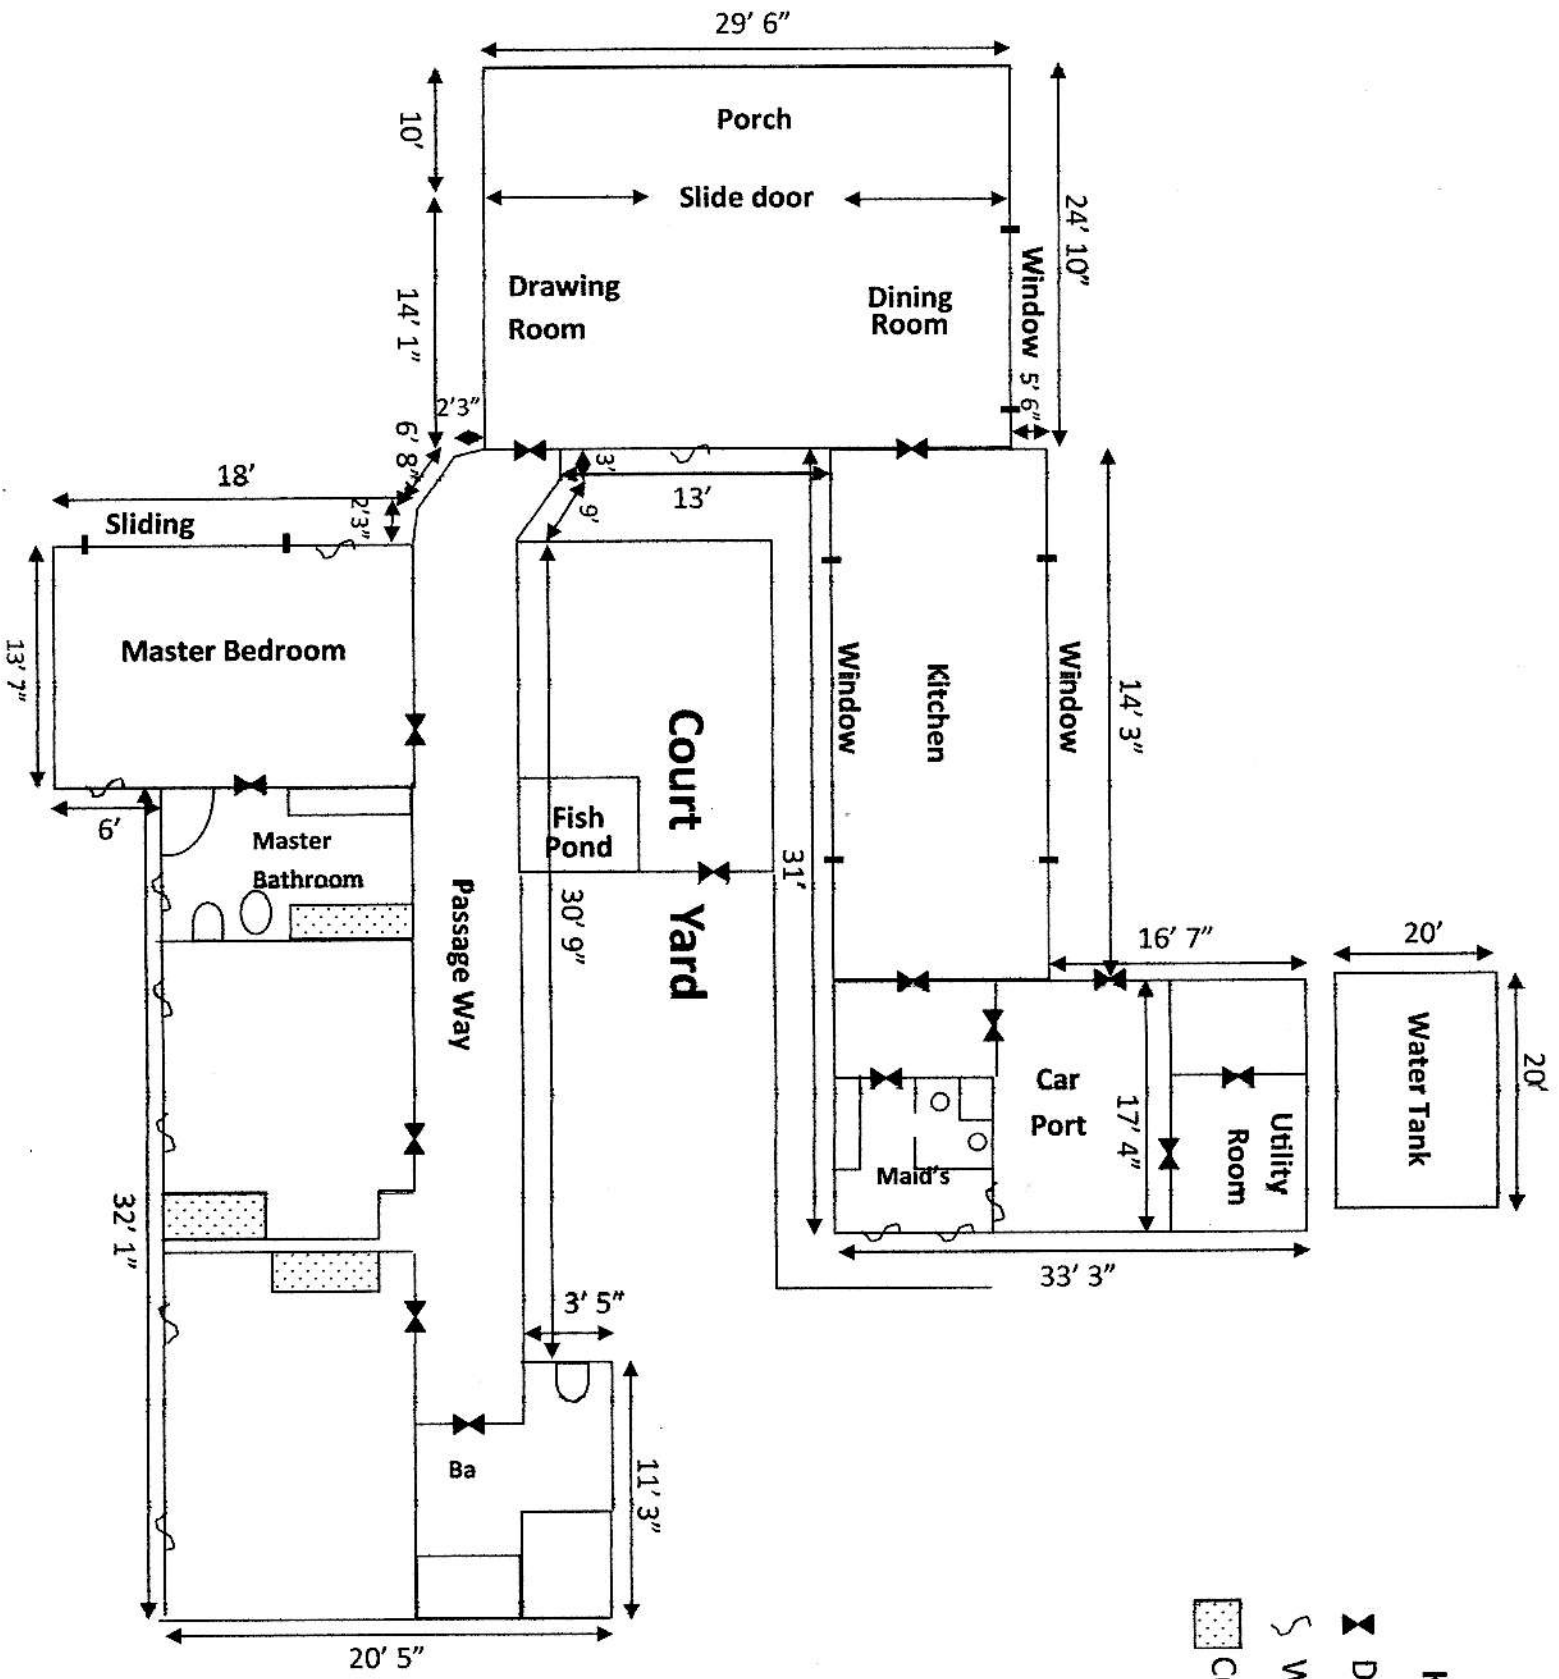 29' 6"
Porch
10'
Slide door
24' 10"
Window
5' 6"
Drawing
Room
Dining
Room
14' 1"
2'3"
6' 8"
3'
9'
13'
18'
Sliding
2'3"
Master Bedroom
13' 7"
6'
Master
Bathroom
Court Yard
Fish
Pond
Window
Kitchen
Window
14' 3"
31'
30' 9"
Passage Way
16' 7"
20'
20'
Water Tank
Car
Port
17' 4"
Utility
Room
Maid's
33' 3"
32' 1"
3' 5"
11' 3"
Ba
20' 5"
D
W